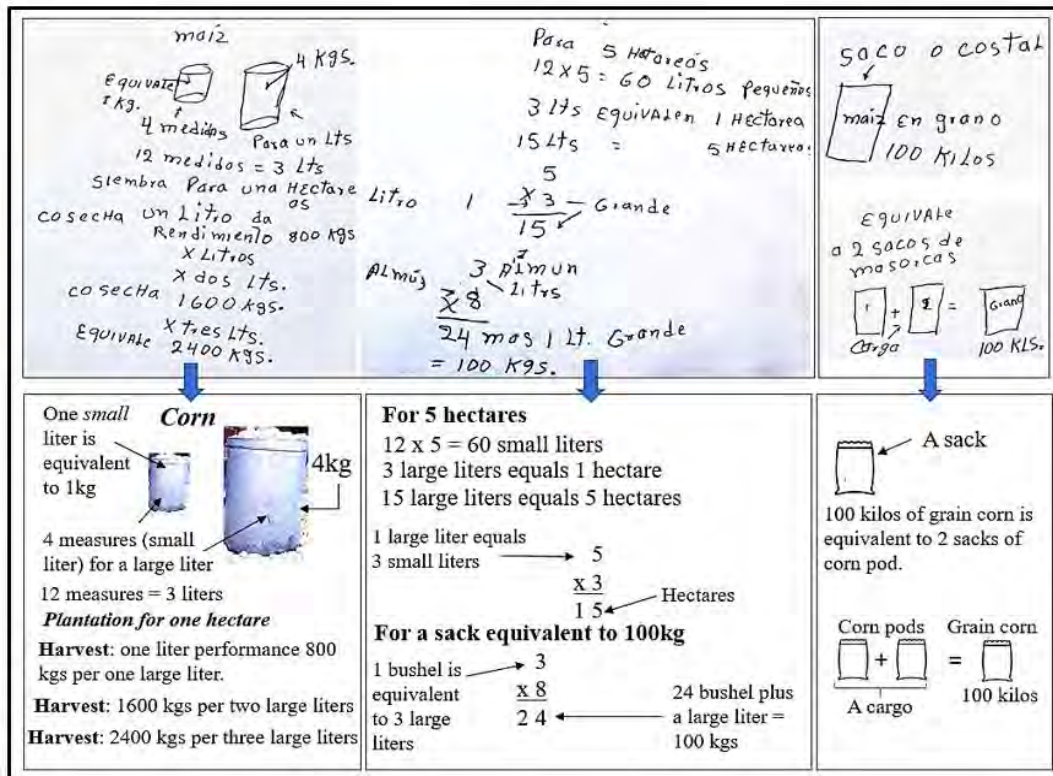 maiz
4 Kgs.
EQUIVALE
1 Kg.
4 medidas
Para un Lts
12 medidos = 3 Lts
Siembra Para una HEctare
as
cosecHa un Litro da
Rendimiento 800 Kgs
X Litros
X dos Lts.
cosecHa 1600 Kgs.
X tres Lts.
EQUIVALE 2400 Kgs.
Para 5 Hetareás
12 x 5 = 60 Litros Pequeños
3 Lts EQUIVALEn 1 HEctarea
15 Lts = 5 HEctareas
5
Litro 1 x 3 — Grande
15
ALmúj 3 ALmun
Litrs
X 8
24 mas 1 Lt. Grande
= 100 Kgs.
saco o costal
maiz En grano
100 KILOS
EQUIVALE
a 2 sacos de
masorcas
1 + 2 = Grano
Carga 100 KLS.
One small
liter is
equivalent
to 1kg
Corn
4kg
4 measures (small
liter) for a large liter
12 measures = 3 liters
Plantation for one hectare
Harvest: one liter performance 800
kgs per one large liter.
Harvest: 1600 kgs per two large liters
Harvest: 2400 kgs per three large liters
For 5 hectares
12 x 5 = 60 small liters
3 large liters equals 1 hectare
15 large liters equals 5 hectares
1 large liter equals
3 small liters
5
x 3
1 5
Hectares
For a sack equivalent to 100kg
1 bushel is
equivalent
to 3 large
liters
3
x 8
2 4
24 bushel plus
a large liter =
100 kgs
A sack
100 kilos of grain corn is
equivalent to 2 sacks of
corn pod.
Corn pods Grain corn
+ =
A cargo 100 kilos